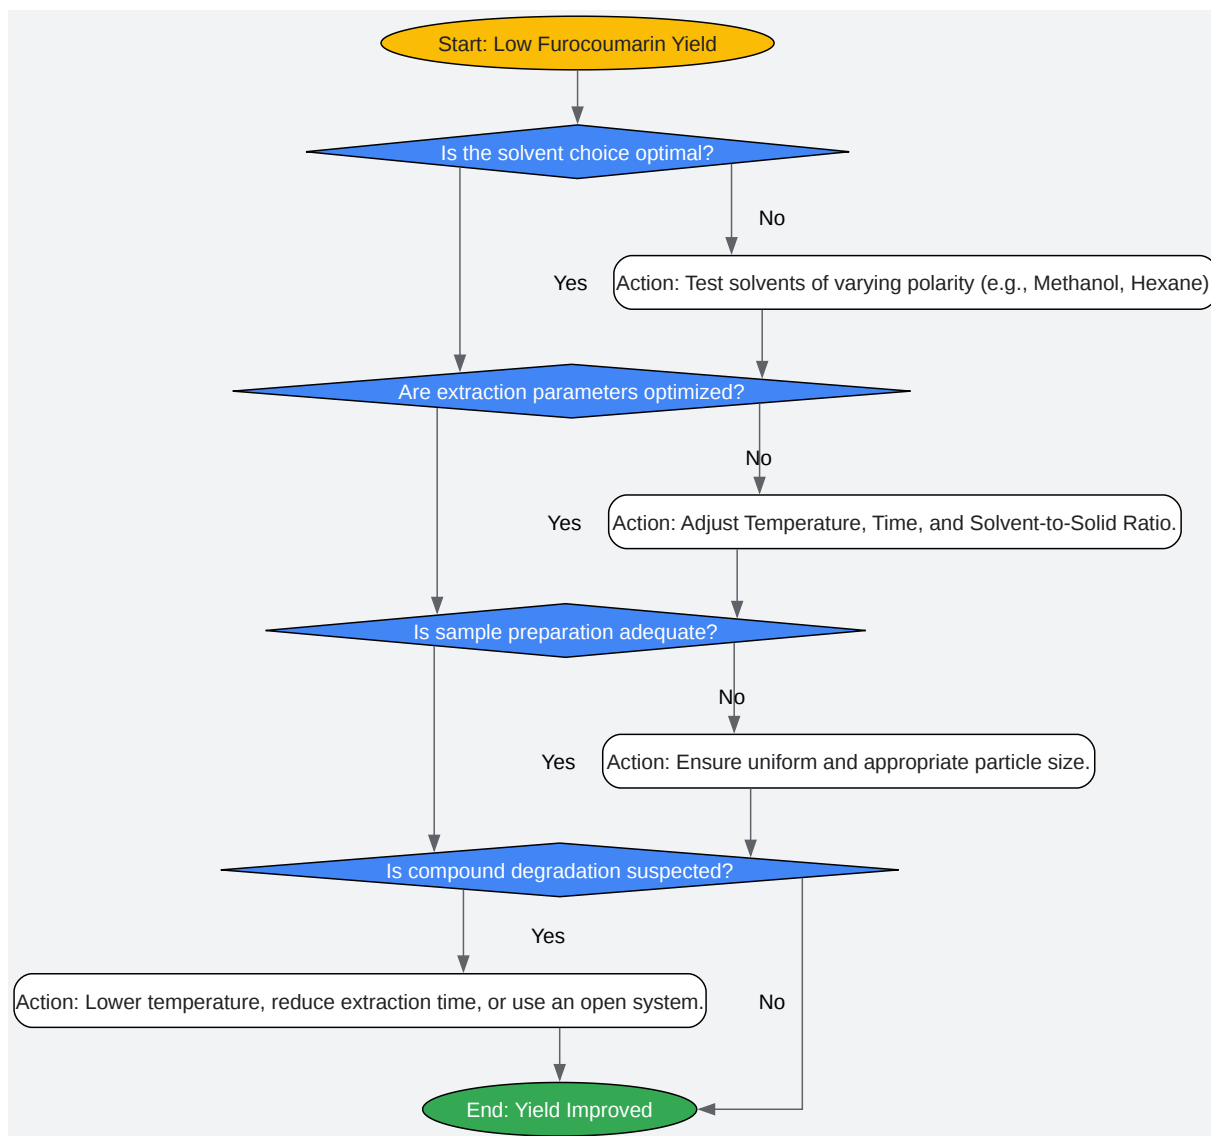 Start: Low Furocoumarin Yield
Is the solvent choice optimal?
No
Yes
Action: Test solvents of varying polarity (e.g., Methanol, Hexane)
Are extraction parameters optimized?
No
Yes
Action: Adjust Temperature, Time, and Solvent-to-Solid Ratio.
Is sample preparation adequate?
No
Yes
Action: Ensure uniform and appropriate particle size.
Is compound degradation suspected?
Yes
Action: Lower temperature, reduce extraction time, or use an open system.
No
End: Yield Improved